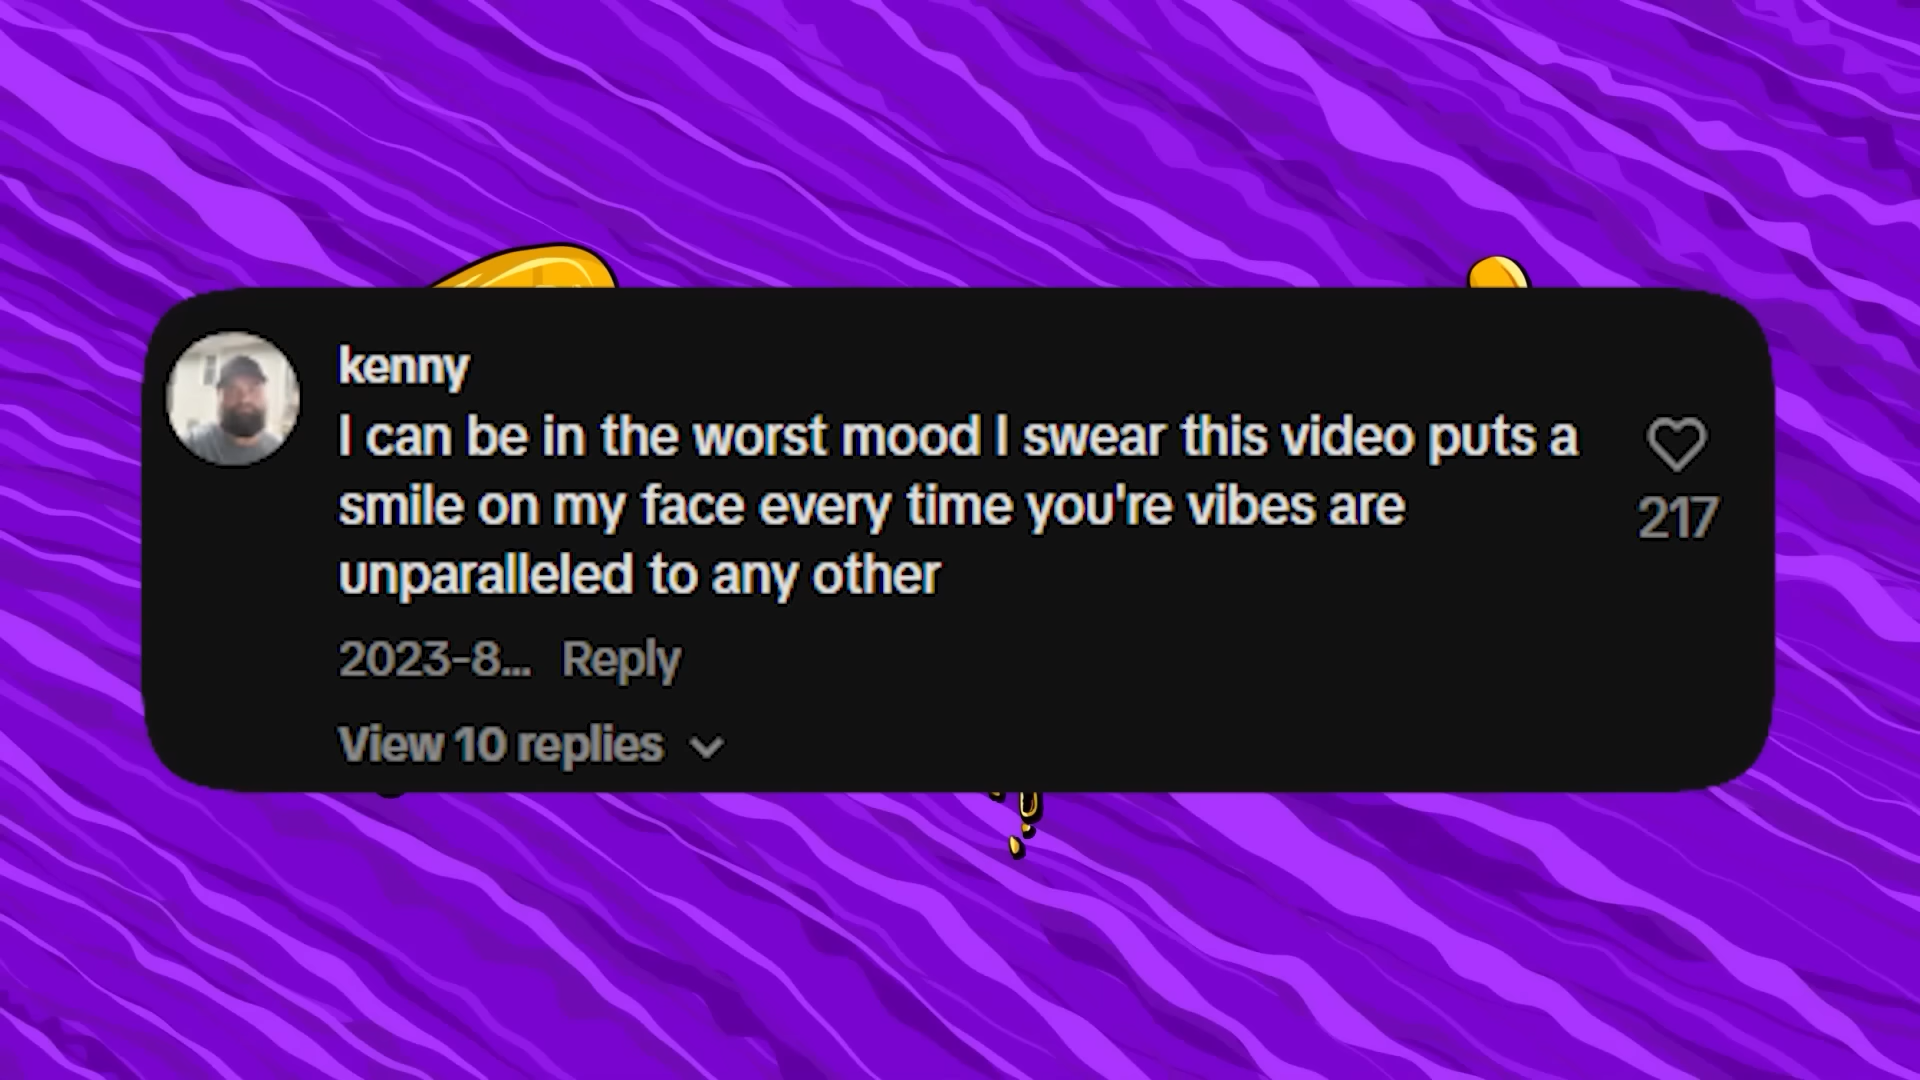 kenny
I can be in the worst mood I swear this video puts a
smile on my face every time you're vibes are
unparalleled to any other
217
2023-8... Reply
View 10 replies